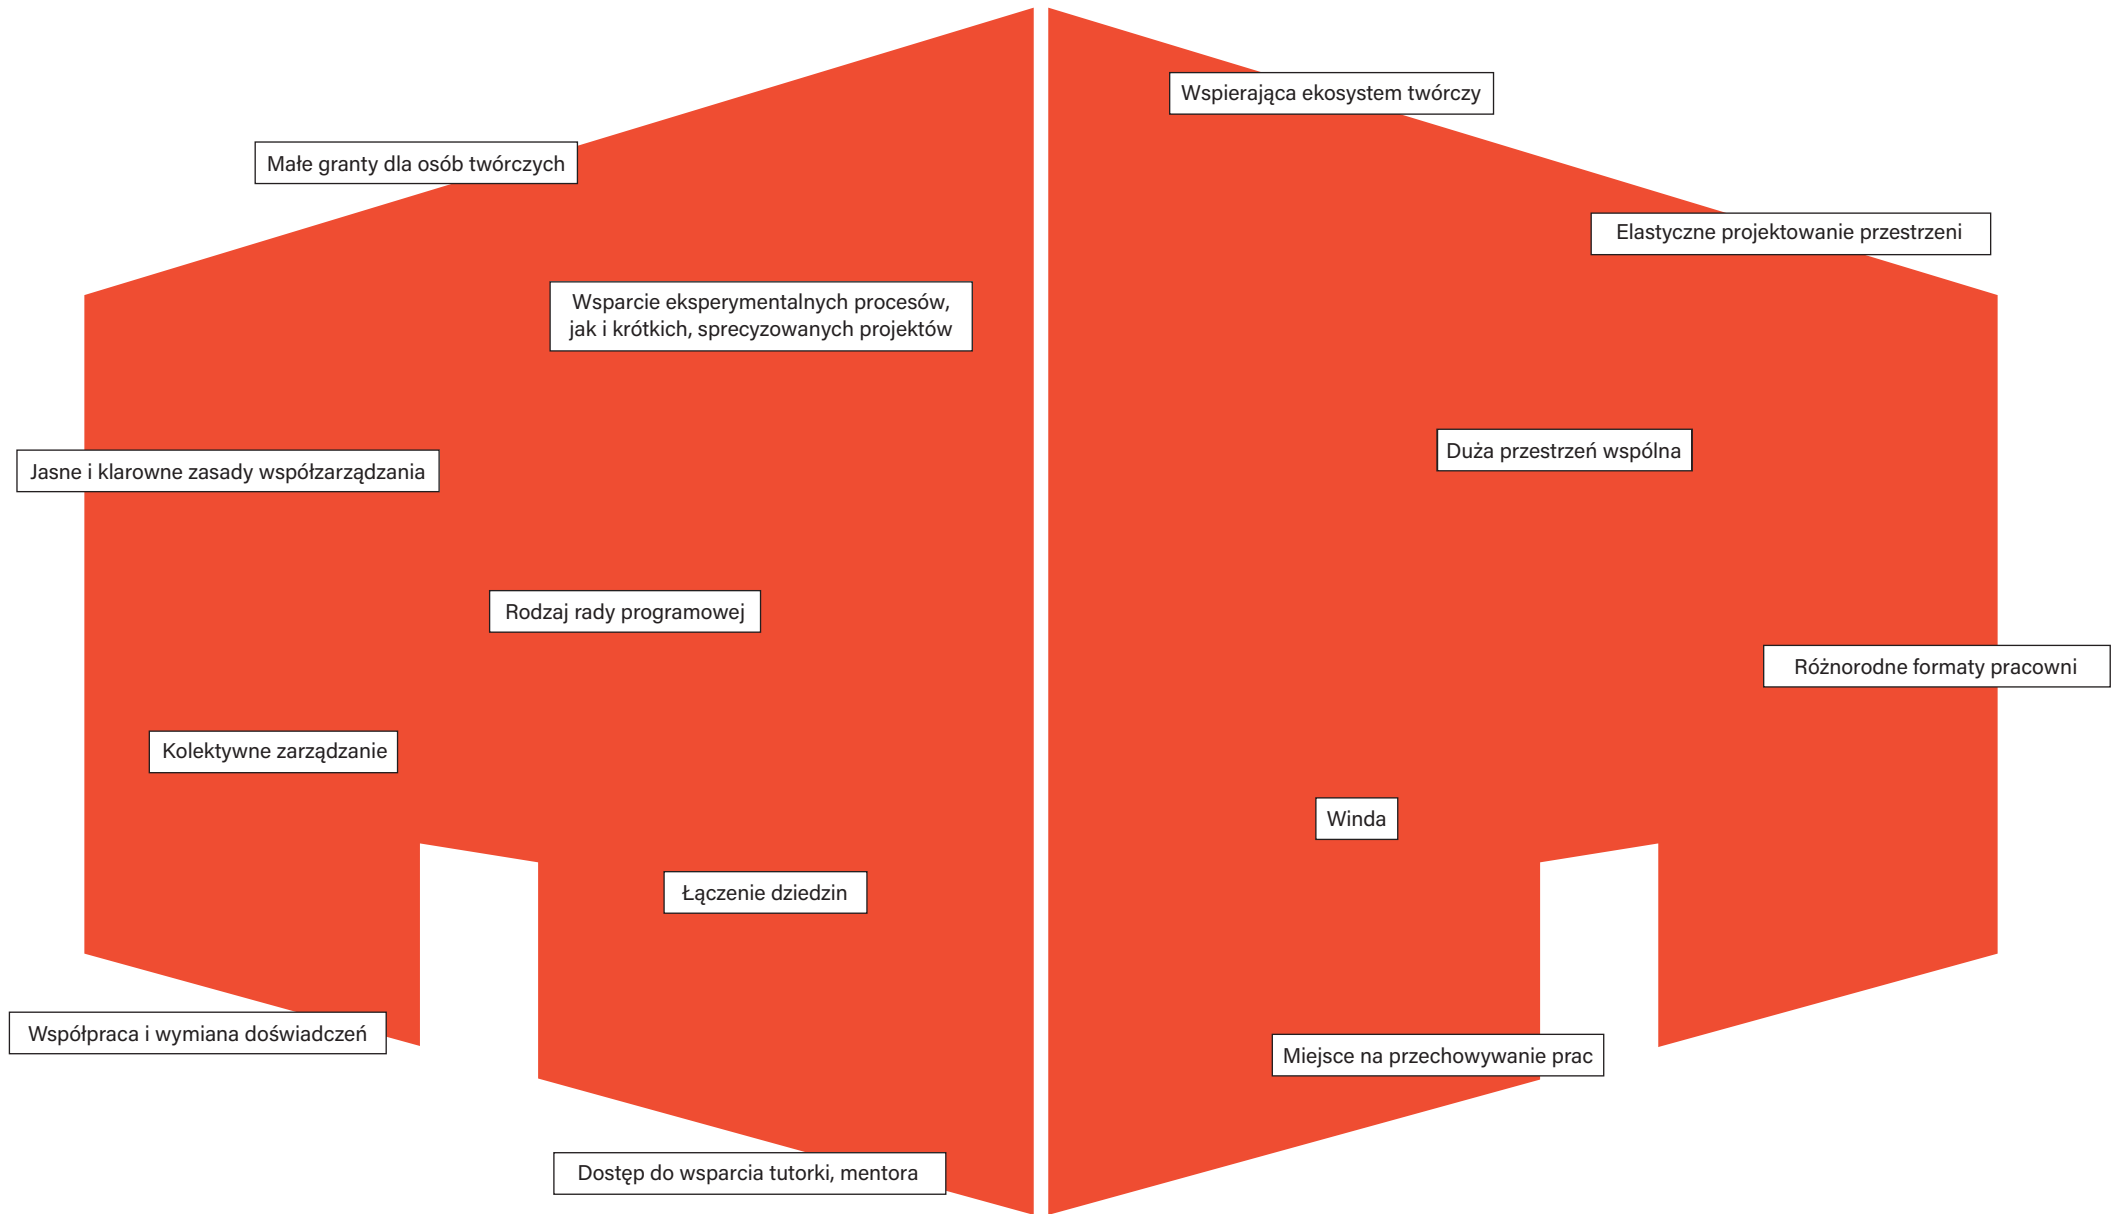 Małe granty dla osób twórczych
Wsparcie eksperymentalnych procesów,
jak i krótkich, sprecyzowanych projektów
Jasne i klarowne zasady współzarządzania
Rodzaj rady programowej
Kolektywne zarządzanie
Łączenie dziedzin
Współpraca i wymiana doświadczeń
Dostęp do wsparcia tutorki, mentora
Wspierająca ekosystem twórczy
Elastyczne projektowanie przestrzeni
Duża przestrzeń wspólna
Różnorodne formaty pracowni
Winda
Miejsce na przechowywanie prac